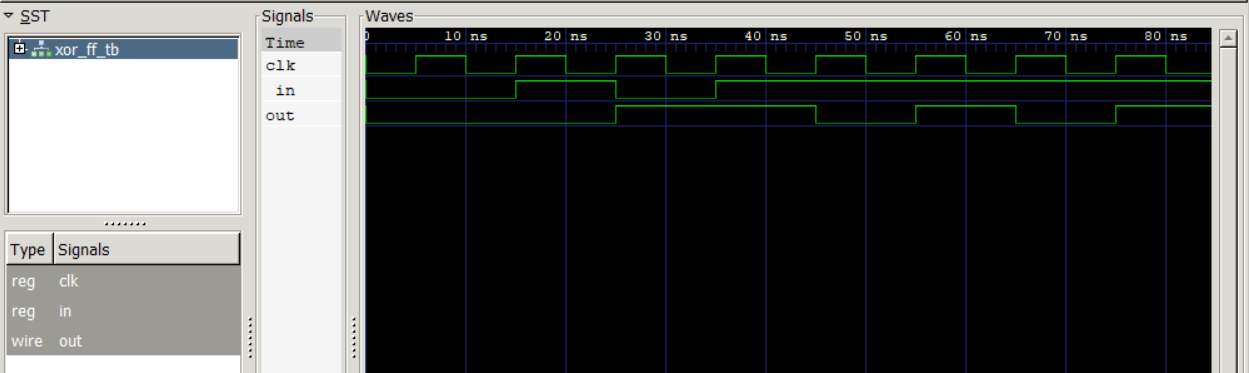 SST
xor_ff_tb
Type Signals
reg clk
reg in
wire out
Signals
Time
clk
in
out
Waves
10 ns 20 ns 30 ns 40 ns 50 ns 60 ns 70 ns 80 ns